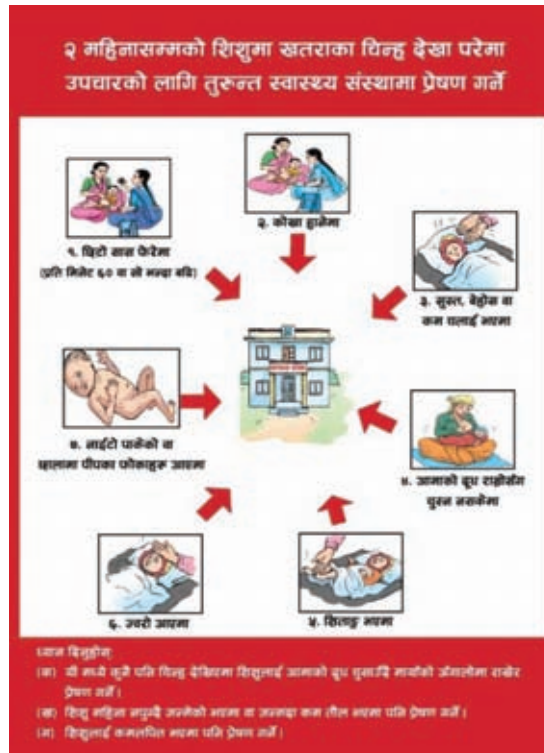 २ महिनासम्मको शिशुमा खतराका चिन्ह देखा परेमा
उपचारको लागि तुरुन्त स्वास्थ्य संस्थामा प्रेषण गर्ने
१. छिटो सास फेरेमा
(प्रति मिनेट ६० वा सो भन्दा बढि)
२. कोखा हानेमा
३. सुस्त, बेहोस वा
कम चलाई भएमा
७. नाईटो पाकेको वा
छालामा पीपका फोकाहरू आएमा
४. आमाको दूध राम्रोसँग
चुस्न नसकेमा
६. ज्वरो आएमा
५. शिताङ्ग भएमा
ध्यान दिनुहोस्:
(क) यी मध्ये कुनै पनि चिन्ह देखिएमा शिशुलाई आमाको दूध चुसाउँदै मायाँको अँगालोमा राखेर
प्रेषण गर्ने ।
(ख) शिशु महिना नपुग्दै जन्मेको भएमा वा जन्मदा कम तौल भएमा पनि प्रेषण गर्ने ।
(ग) शिशुलाई कमलपित्त भएमा पनि प्रेषण गर्ने ।